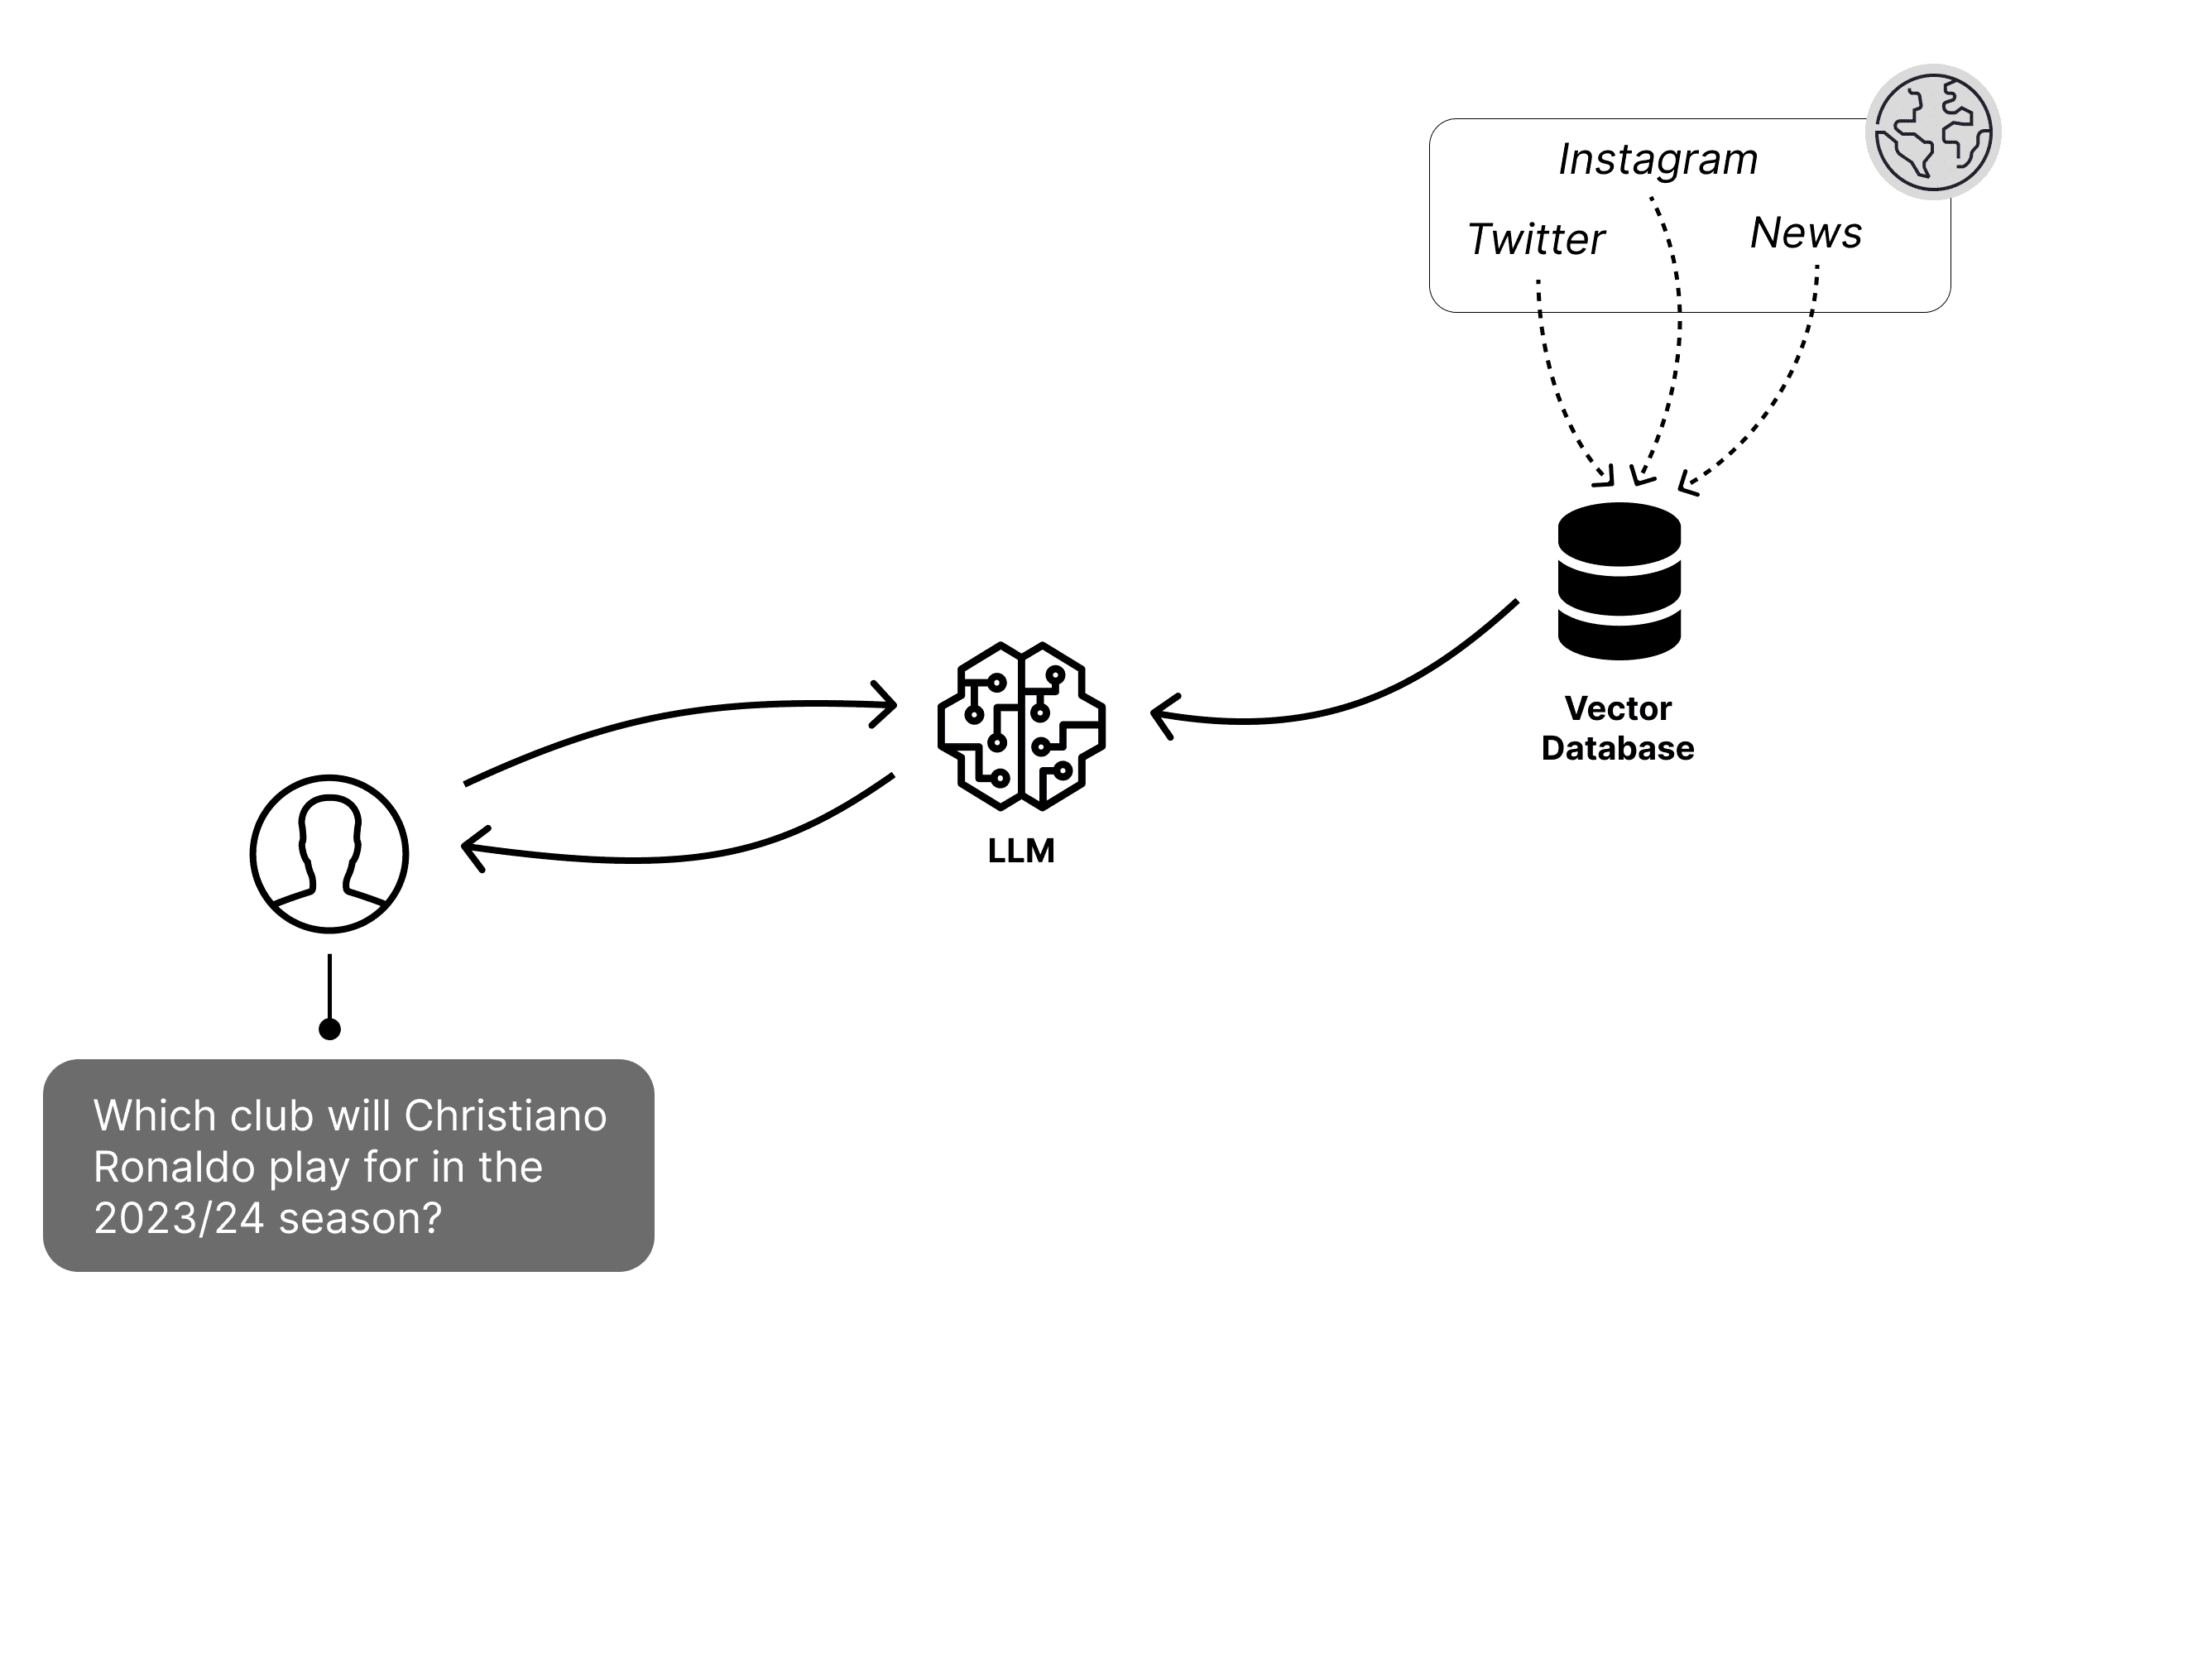 Instagram
Twitter
News
Vector
Database
LLM
Which club will Christiano
Ronaldo play for in the
2023/24 season?